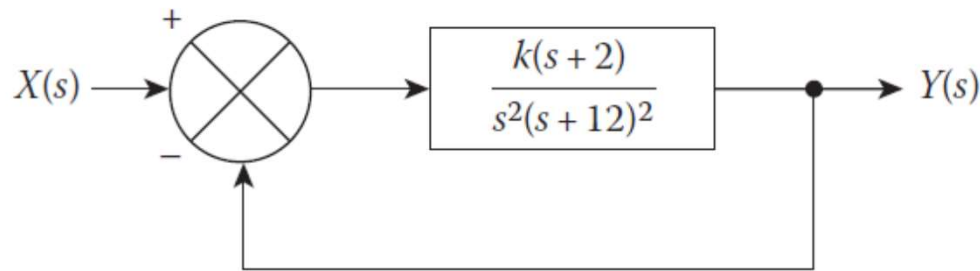 +
X(s)
−
k(s + 2)
s²(s + 12)²
Y(s)